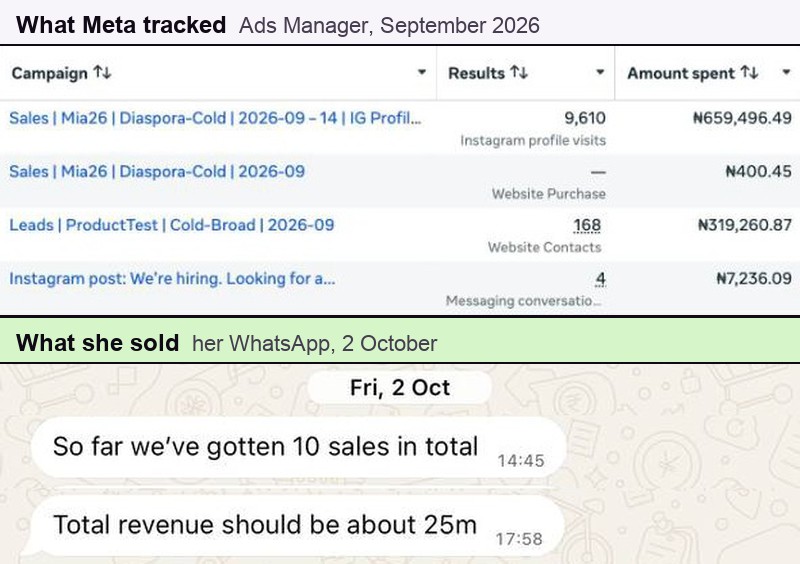 What Meta tracked Ads Manager, September 2026
Campaign ↑↓ Results ↑↓ Amount spent ↑↓
Sales | Mia26 | Diaspora-Cold | 2026-09 – 14 | IG Profil... 9,610 ₦659,496.49
Instagram profile visits
Sales | Mia26 | Diaspora-Cold | 2026-09 — ₦400.45
Website Purchase
Leads | ProductTest | Cold-Broad | 2026-09 168 ₦319,260.87
Website Contacts
Instagram post: We're hiring. Looking for a... 4 ₦7,236.09
Messaging conversatio...
What she sold her WhatsApp, 2 October
Fri, 2 Oct
So far we've gotten 10 sales in total 14:45
Total revenue should be about 25m 17:58